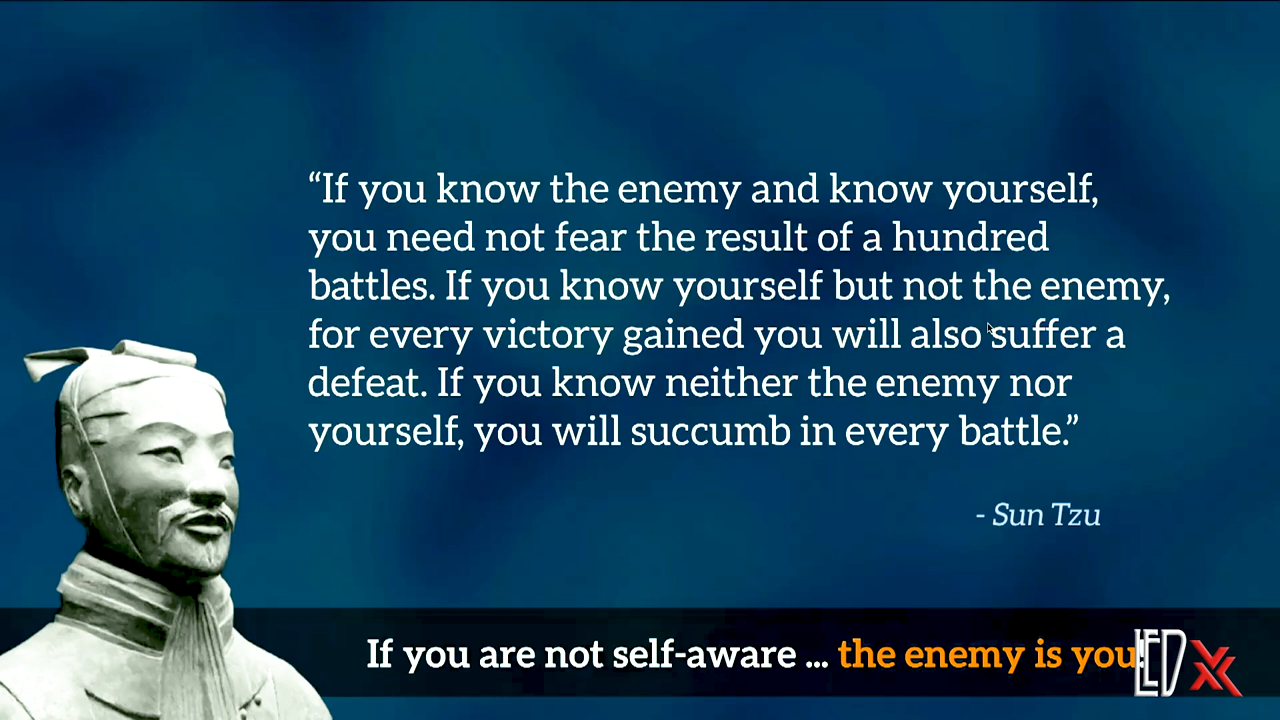 “If you know the enemy and know yourself,
you need not fear the result of a hundred
battles. If you know yourself but not the enemy,
for every victory gained you will also suffer a
defeat. If you know neither the enemy nor
yourself, you will succumb in every battle.”
- Sun Tzu
If you are not self-aware ... the enemy is you!
LEDX